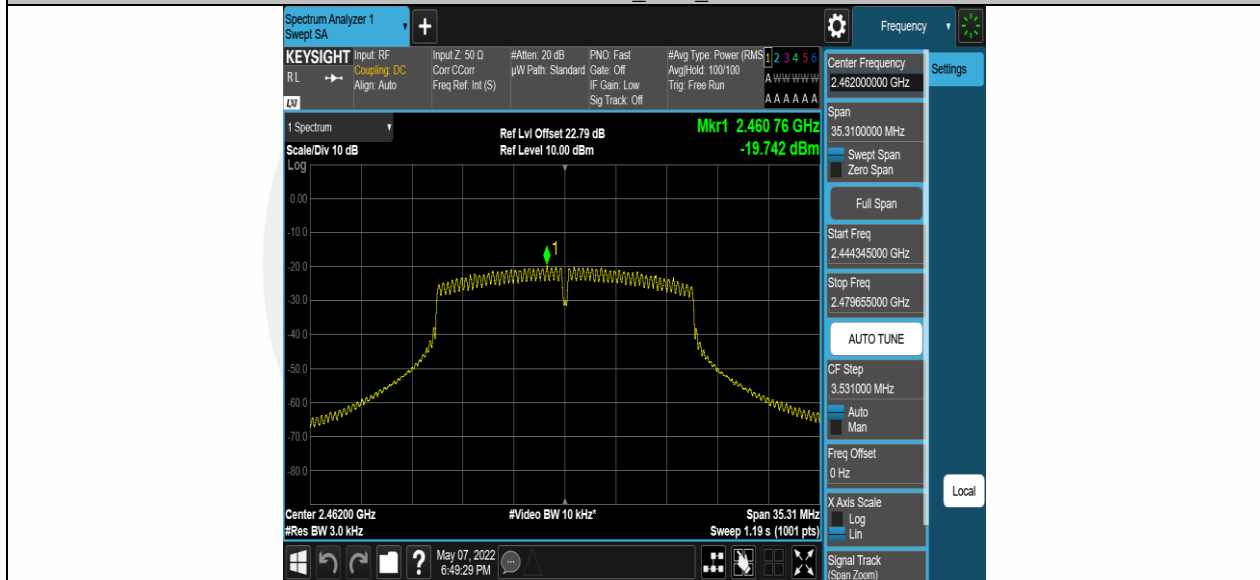 Spectrum Analyzer 1
Swept SA
+
Frequency
KEYSIGHT
RL
LXI
Input: RF
Coupling: DC
Align: Auto
Input Z: 50 Ω
Corr CCorr
Freq Ref: Int (S)
#Atten: 20 dB
µW Path: Standard
PNO: Fast
Gate: Off
IF Gain: Low
Sig Track: Off
#Avg Type: Power (RMS
Avg|Hold: 100/100
Trig: Free Run
1 2 3 4 5 6
A W W W W W
A A A A A A
1 Spectrum
Scale/Div 10 dB
Ref Lvl Offset 22.79 dB
Ref Level 10.00 dBm
Mkr1 2.460 76 GHz
-19.742 dBm
Log
0.00
-10.0
-20.0
-30.0
-40.0
-50.0
-60.0
-70.0
-80.0
1
Center 2.46200 GHz
#Res BW 3.0 kHz
#Video BW 10 kHz*
Span 35.31 MHz
Sweep 1.19 s (1001 pts)
Center Frequency
2.462000000 GHz
Settings
Span
35.3100000 MHz
Swept Span
Zero Span
Full Span
Start Freq
2.444345000 GHz
Stop Freq
2.479655000 GHz
AUTO TUNE
CF Step
3.531000 MHz
Auto
Man
Freq Offset
0 Hz
X Axis Scale
Log
Lin
Local
Signal Track
(Span Zoom)
?
May 07, 2022
6:49:29 PM